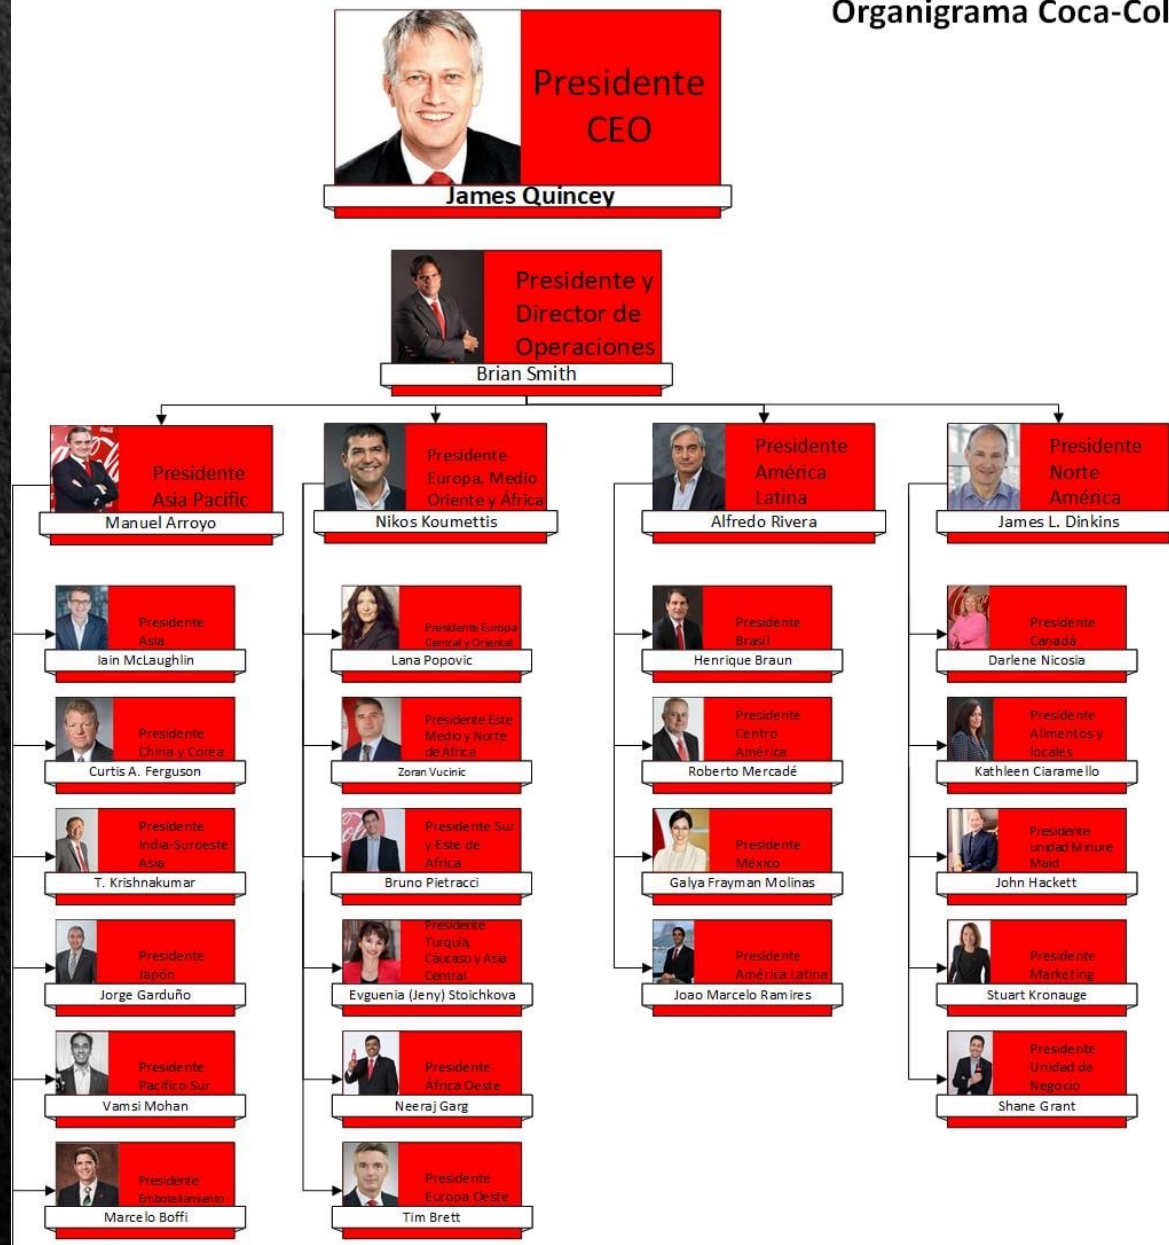 Organigrama Coca-Col
Presidente
CEO
James Quincey
Presidente y
Director de
Operaciones
Brian Smith
Presidente
Asia Pacific
Manuel Arroyo
Presidente
Europa, Medio
Oriente y África
Nikos Koumettis
Presidente
América
Latina
Alfredo Rivera
Presidente
Norte
América
James L. Dinkins
Presidente
Asia
Iain McLaughlin
Presidente
China y Corea
Curtis A. Ferguson
Presidente
India-Suroeste
Asia
T. Krishnakumar
Presidente
Japón
Jorge Garduño
Presidente
Pacífico Sur
Vamsi Mohan
Presidente
Embotellamiento
Marcelo Boffi
Presidente Europa
Central y Oriental
Lana Popovic
Presidente Este
Medio y Norte
de África
Zoran Vucinic
Presidente Sur
y Este de
África
Bruno Pietracci
Presidente
Turquía,
Cáucaso y Asia
Central
Evguenia (Jeny) Stoichkova
Presidente
África Oeste
Neeraj Garg
Presidente
Europa Oeste
Tim Brett
Presidente
Brasil
Henrique Braun
Presidente
Centro
América
Roberto Mercadé
Presidente
México
Galya Frayman Molinas
Presidente
América Latina
Joao Marcelo Ramires
Presidente
Canadá
Darlene Nicosia
Presidente
Alimentos y
locales
Kathleen Ciaramello
Presidente
unidad Minute
Maid
John Hackett
Presidente
Marketing
Stuart Kronauge
Presidente
Unidad de
Negocio
Shane Grant